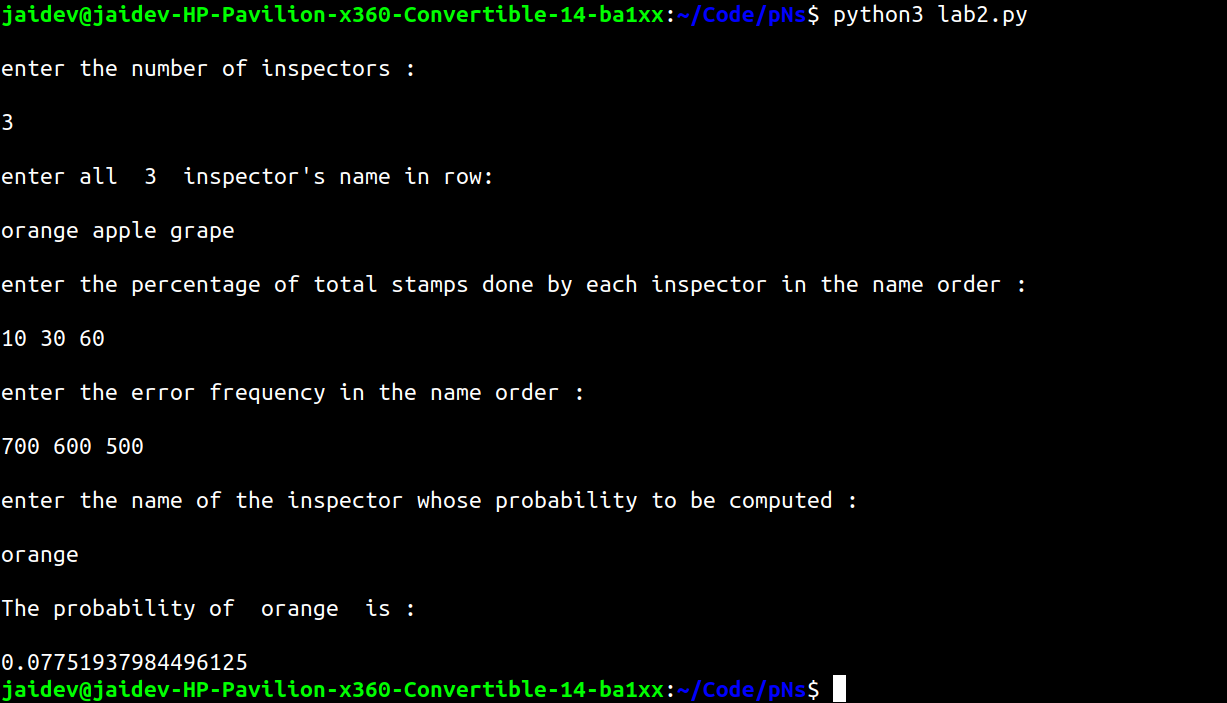 jaidev@jaidev-HP-Pavilion-x360-Convertible-14-ba1xx:~/Code/pNs$ python3 lab2.py
enter the number of inspectors :
3
enter all  3  inspector's name in row:
orange apple grape
enter the percentage of total stamps done by each inspector in the name order :
10 30 60
enter the error frequency in the name order :
700 600 500
enter the name of the inspector whose probability to be computed :
orange
The probability of  orange  is :
0.07751937984496125
jaidev@jaidev-HP-Pavilion-x360-Convertible-14-ba1xx:~/Code/pNs$